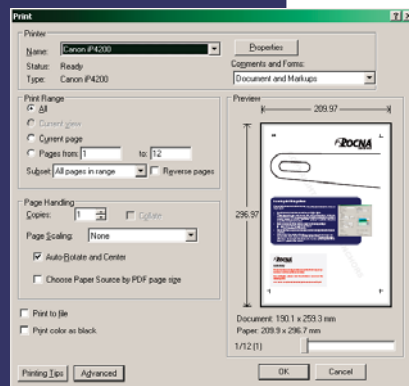 Print
Printer
Name: Canon iP4200
Properties
Status: Ready
Type: Canon iP4200
Comments and Forms:
Document and Markups
Print Range
All
Current view
Current page
Pages from: 1 to: 12
Subset: All pages in range
Reverse pages
Page Handling
Copies: 1
Collate
Page Scaling: None
Auto-Rotate and Center
Choose Paper Source by PDF page size
Print to file
Print color as black
Printing Tips
Advanced
Preview
209.97
296.97
ROCNA
Document: 190.1 x 259.3 mm
Paper: 209.9 x 296.7 mm
1/12 (1)
OK
Cancel